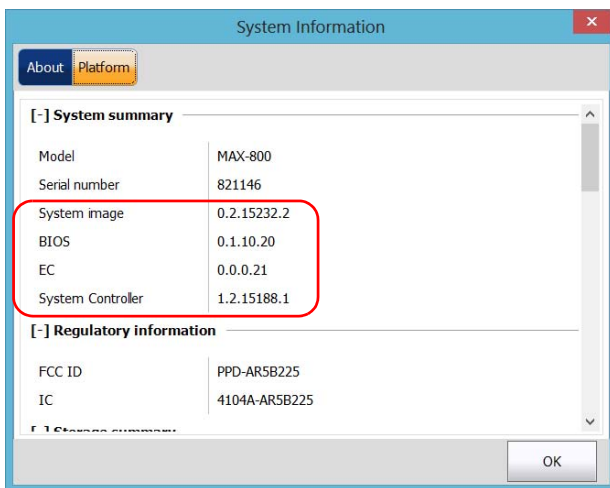 System Information
About Platform
[-] System summary
Model MAX-800
Serial number 821146
System image 0.2.15232.2
BIOS 0.1.10.20
EC 0.0.0.21
System Controller 1.2.15188.1
[-] Regulatory information
FCC ID PPD-AR5B225
IC 4104A-AR5B225
[-] Storage summary
OK